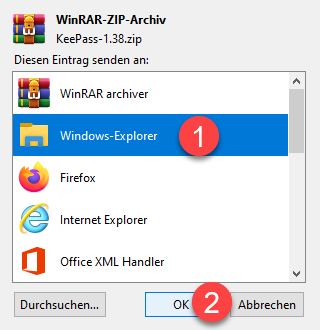 WinRAR-ZIP-Archiv
KeePass-1.38.zip
Diesen Eintrag senden an:
WinRAR archiver
Windows-Explorer 1
Firefox
Internet Explorer
Office XML Handler
Durchsuchen... OK 2 Abbrechen